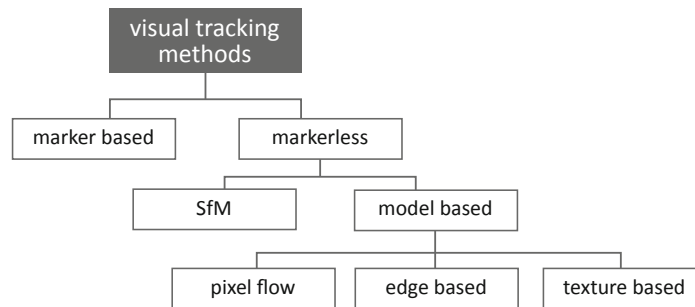 visual tracking
methods
marker based
markerless
SfM
model based
pixel flow
edge based
texture based